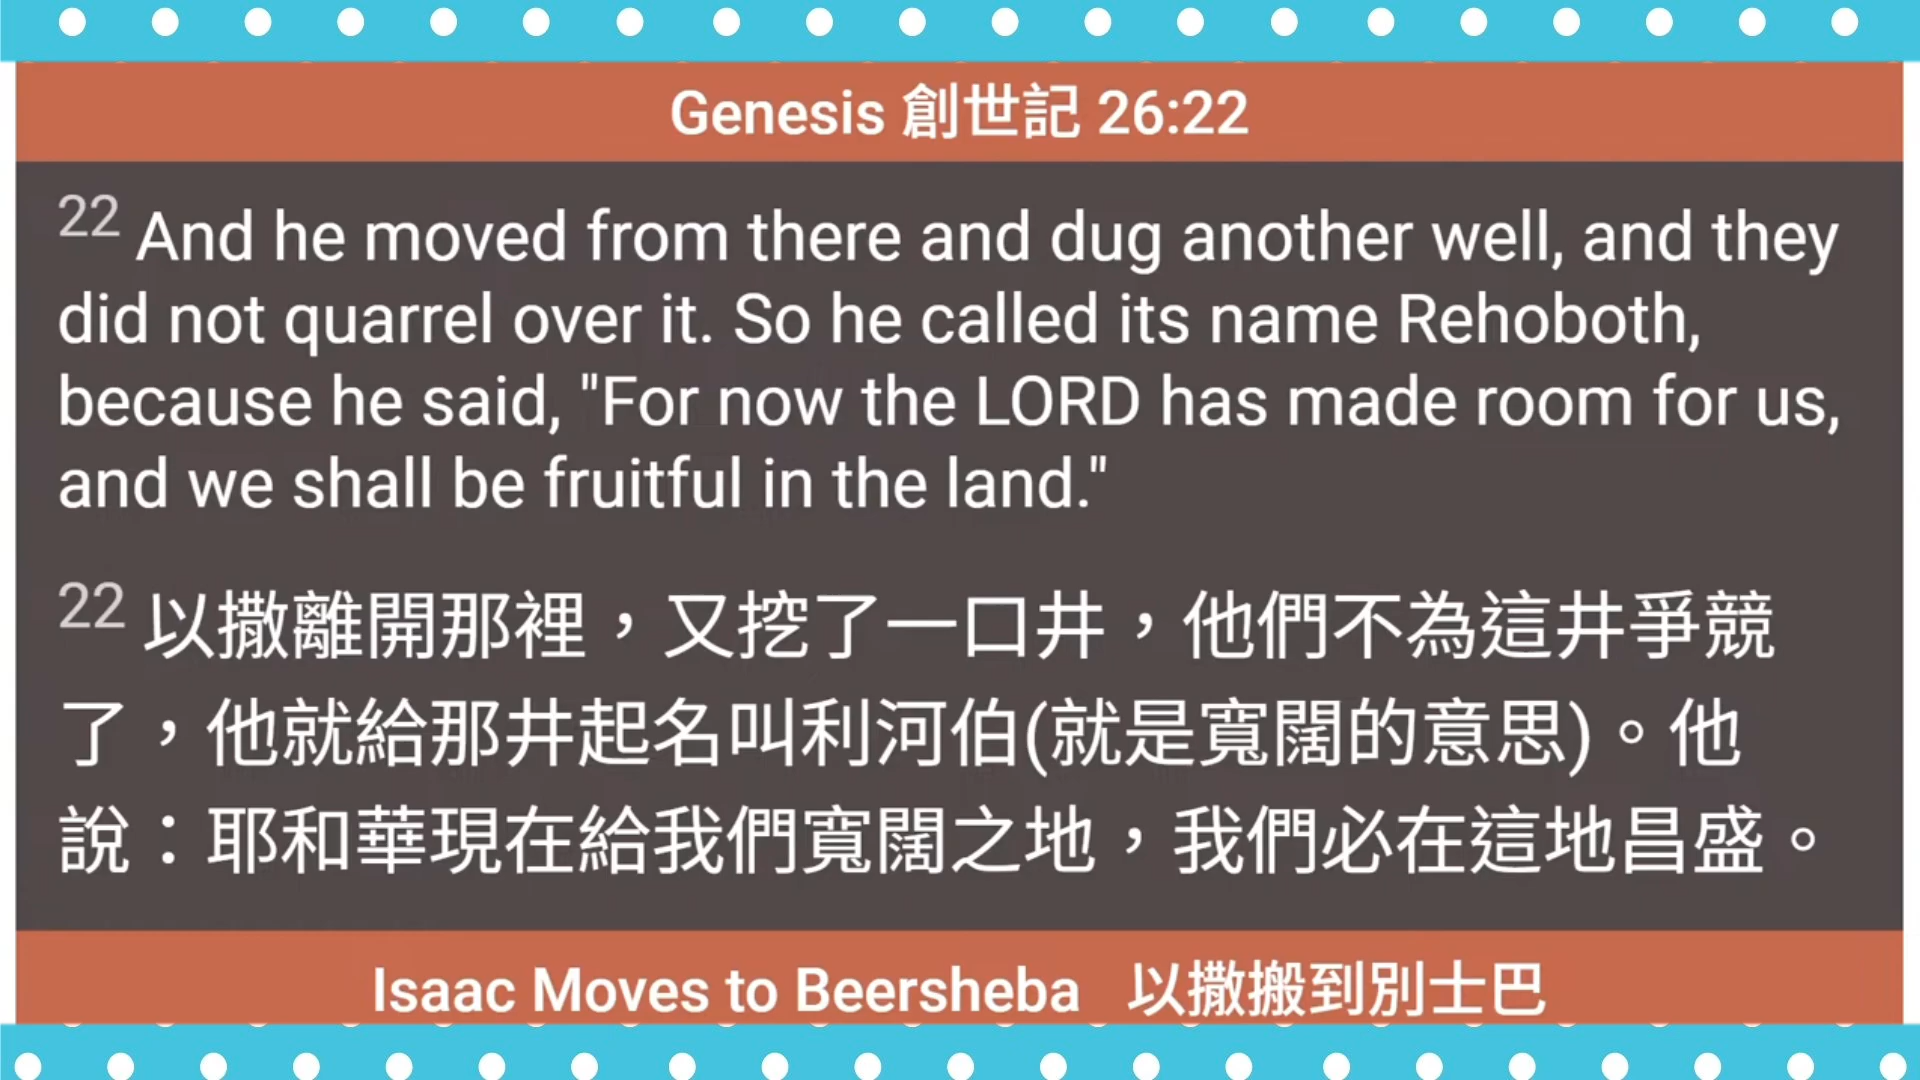 Genesis 創世記 26:22
22 And he moved from there and dug another well, and they
did not quarrel over it. So he called its name Rehoboth,
because he said, "For now the LORD has made room for us,
and we shall be fruitful in the land."
22 以撒離開那裡，又挖了一口井，他們不為這井爭競
了，他就給那井起名叫利河伯(就是寬闊的意思)。他
說：耶和華現在給我們寬闊之地，我們必在這地昌盛。
Isaac Moves to Beersheba 以撒搬到別士巴